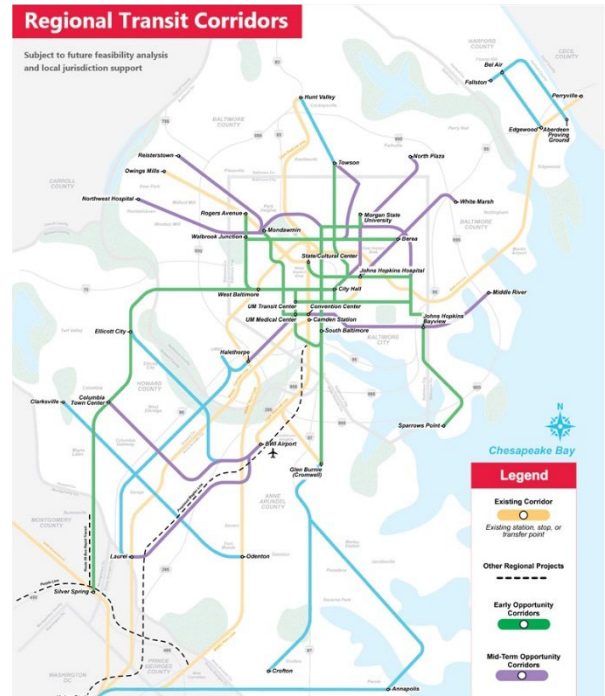 Regional Transit Corridors
Subject to future feasibility analysis
and local jurisdiction support
HARFORD
COUNTY
CECIL
COUNTY
Bel Air
Fallston
Perryville
Hunt Valley
BALTIMORE
COUNTY
Edgewood
Aberdeen
Proving
Ground
Reisterstown
Towson
North Plaza
Owings Mills
CARROLL
COUNTY
Northwest Hospital
White Marsh
Rogers Avenue
Morgan State
University
BALTIMORE
COUNTY
Mondawmin
Walbrook Junction
Berea
State/Cultural Center
Johns Hopkins Hospital
West Baltimore
City Hall
Middle River
UM Transit Center
Convention Center
UM Medical Center
Camden Station
Johns Hopkins
Bayview
Ellicott City
South Baltimore
BALTIMORE
CITY
Halethorpe
HOWARD
COUNTY
Columbia
Town Center
Clarksville
Sparrows Point
BWI Airport
N
Chesapeake Bay
Glen Burnie
(Cromwell)
ANNE
ARUNDEL
COUNTY
MONTGOMERY
COUNTY
Laurel
Odenton
Silver Spring
PRINCE
GEORGES
COUNTY
WASHINGTON
DC
Crofton
Annapolis
Legend
Existing Corridor
Existing station, stop, or
transfer point
Other Regional Projects
Early Opportunity
Corridors
Mid-Term Opportunity
Corridors